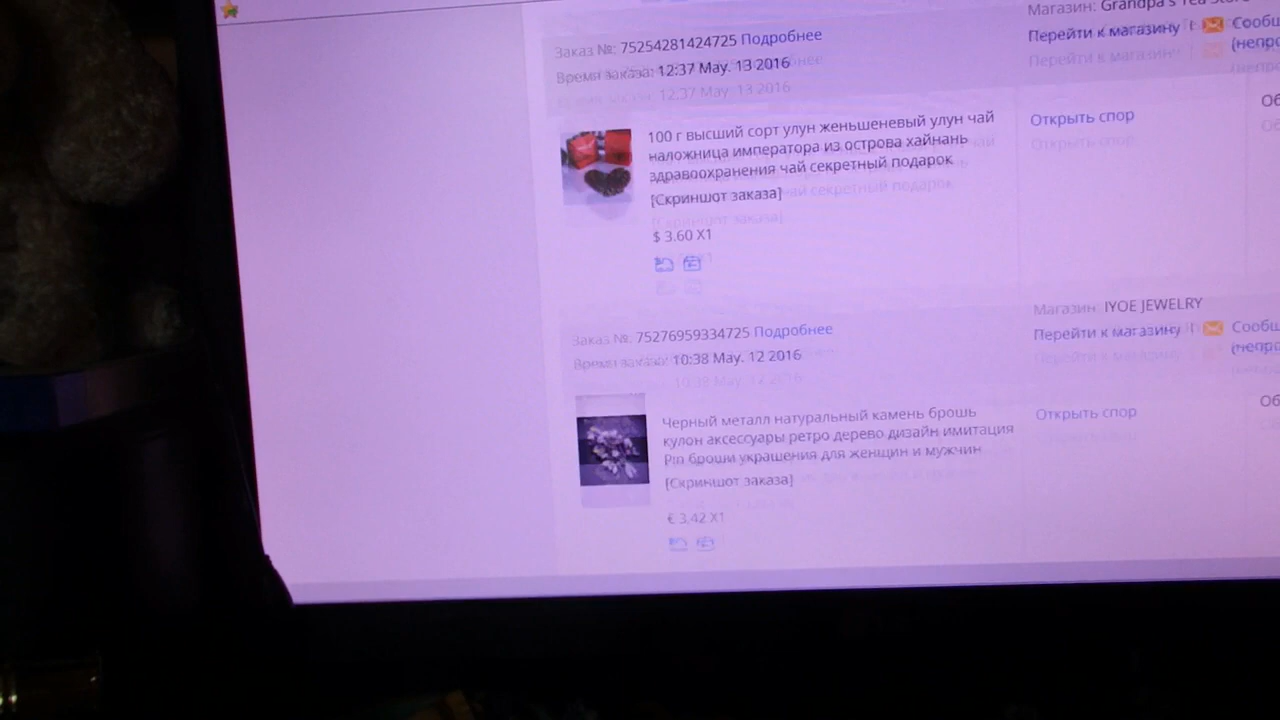 Магазин: Grandpa's Tea Store
Заказ №: 75254281424725 Подробнее
Перейти к магазину
Время заказа: 12:37 May. 13 2016
100 г высший сорт улун женьшеневый улун чай
наложница императора из острова хайнань
здравоохранения чай секретный подарок
[Скриншот заказа]
$ 3.60 X1
Открыть спор
Магазин: IYOE JEWELRY
Заказ №: 75276959334725 Подробнее
Перейти к магазину
Время заказа: 10:38 May. 12 2016
Черный металл натуральный камень брошь
кулон аксессуары ретро дерево дизайн имитация
Pin броши украшения для женщин и мужчин
[Скриншот заказа]
€ 3,42 X1
Открыть спор